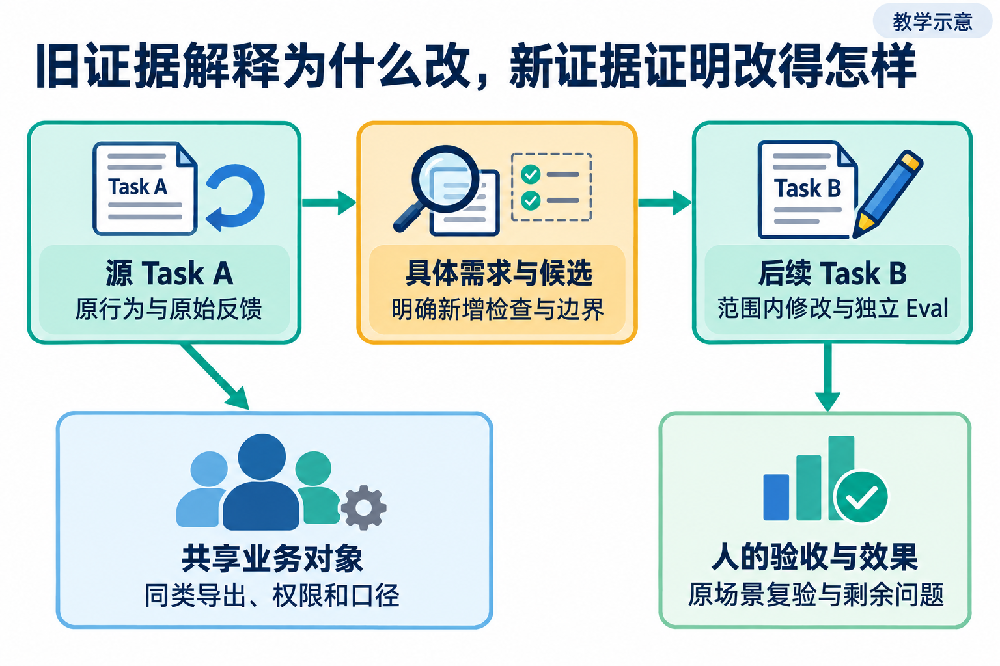 教学示意
旧证据解释为什么改，新证据证明改得怎样
Task A
源 Task A
原行为与原始反馈
具体需求与候选
明确新增检查与边界
Task B
后续 Task B
范围内修改与独立 Eval
共享业务对象
同类导出、权限和口径
人的验收与效果
原场景复验与剩余问题